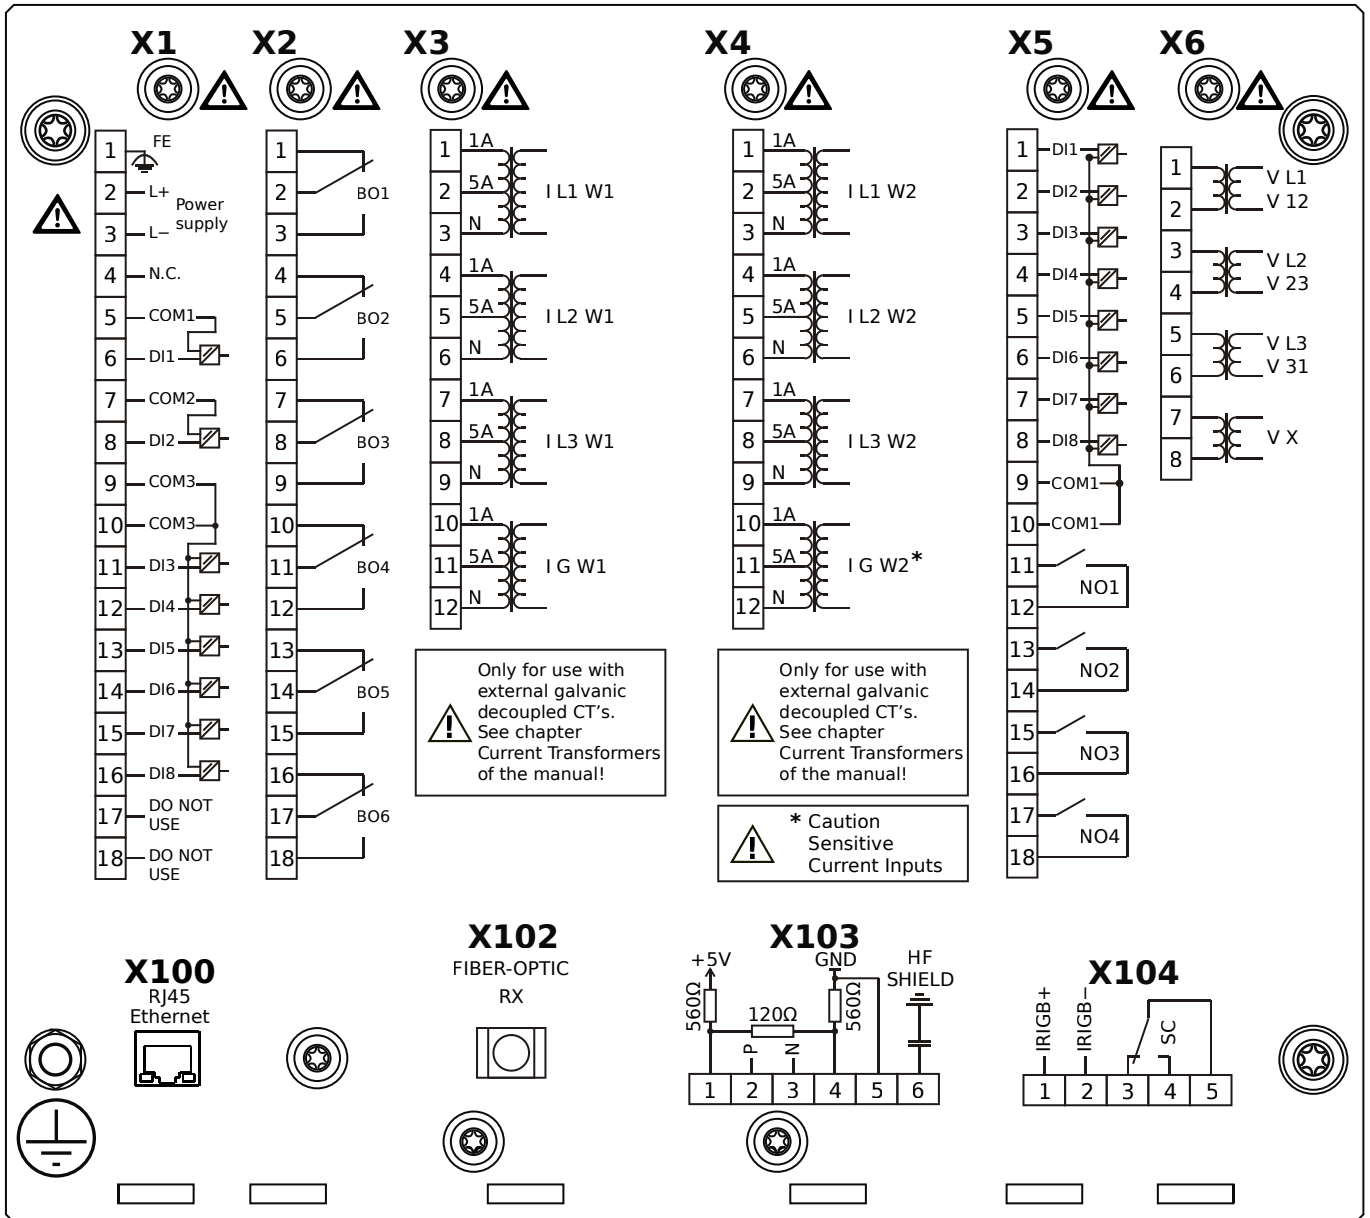 X1
X2
X3
X4
X5
X6
1 FE
2 L+
Power
supply
3 L−
4 N.C.
5 COM1
6 DI1
7 COM2
8 DI2
9 COM3
10 COM3
11 DI3
12 DI4
13 DI5
14 DI6
15 DI7
16 DI8
17 DO NOT
USE
18 DO NOT
USE
1
2 BO1
3
4
5 BO2
6
7
8 BO3
9
10
11 BO4
12
13
14 BO5
15
16
17 BO6
18
1 1A
2 5A I L1 W1
3 N
4 1A
5 5A I L2 W1
6 N
7 1A
8 5A I L3 W1
9 N
10 1A
11 5A I G W1
12 N
Only for use with
external galvanic
decoupled CT's.
See chapter
Current Transformers
of the manual!
1 1A
2 5A I L1 W2
3 N
4 1A
5 5A I L2 W2
6 N
7 1A
8 5A I L3 W2
9 N
10 1A
11 5A I G W2*
12 N
Only for use with
external galvanic
decoupled CT's.
See chapter
Current Transformers
of the manual!
* Caution
Sensitive
Current Inputs
1 DI1
2 DI2
3 DI3
4 DI4
5 DI5
6 DI6
7 DI7
8 DI8
9 COM1
10 COM1
11
NO1
12
13
NO2
14
15
NO3
16
17
NO4
18
1 V L1
2 V 12
3 V L2
4 V 23
5 V L3
6 V 31
7
V X
8
X100
RJ45
Ethernet
X102
FIBER-OPTIC
RX
X103
+5V GND HF
SHIELD
560Ω 120Ω 560Ω
P N
1 2 3 4 5 6
X104
IRIGB+ IRIGB− SC
1 2 3 4 5